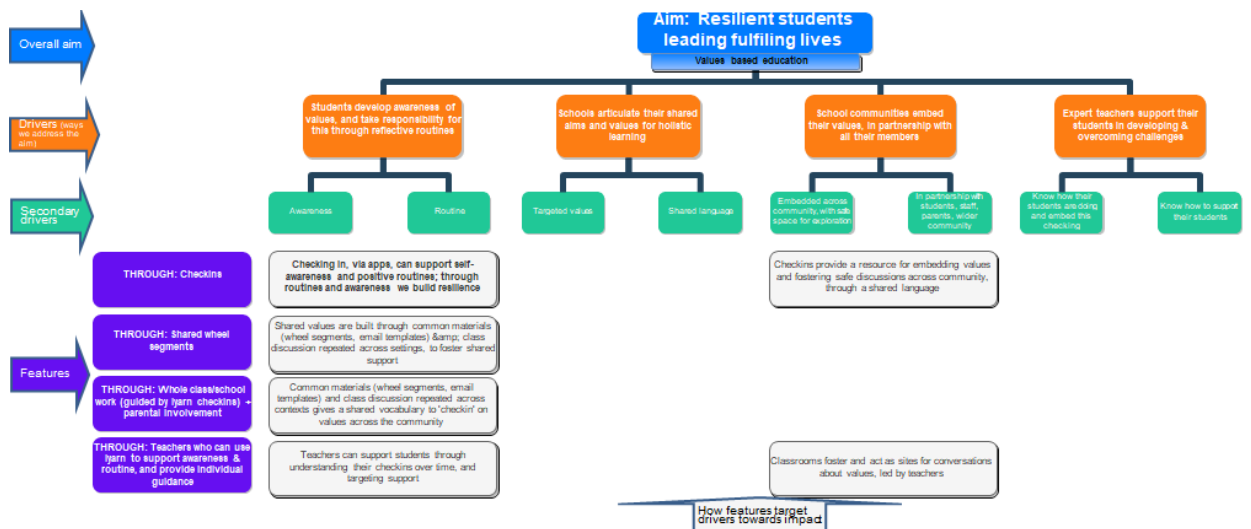 Aim: Resilient students
leading fulfiling lives
Values based education
Overall aim
Drivers (ways
we address the
aim)
Students develop awareness of
values, and take responsibility for
this through reflective routines
Schools articulate their shared
aims and values for holistic
learning
School communities embed
their values, in partnership with
all their members
Expert teachers support their
students in developing &
overcoming challenges
Secondary
drivers
Awareness
Routine
Targeted values
Shared language
Embedded across
community, with safe
space for exploration
In partnership with
students, staff,
parents, wider
community
Know how their
students are doing
and embed this
checking
Know how to support
their students
Features
THROUGH: Checkins
Checking in, via apps, can support self-
awareness and positive routines; through
routines and awareness we build resilience
Checkins provide a resource for embedding values
and fostering safe discussions across community,
through a shared language
THROUGH: Shared wheel
segments
Shared values are built through common materials
(wheel segments, email templates) &amp; class
discussion repeated across settings, to foster shared
support
THROUGH: Whole class/school
work (guided by Iyarn checkins) +
parental involvement
Common materials (wheel segments, email
templates) and class discussion repeated across
contexts gives a shared vocabulary to 'checkin' on
values across the community
THROUGH: Teachers who can use
Iyarn to support awareness &
routine, and provide individual
guidance
Teachers can support students through
understanding their checkins over time, and
targeting support
Classrooms foster and act as sites for conversations
about values, led by teachers
How features target
drivers towards impact